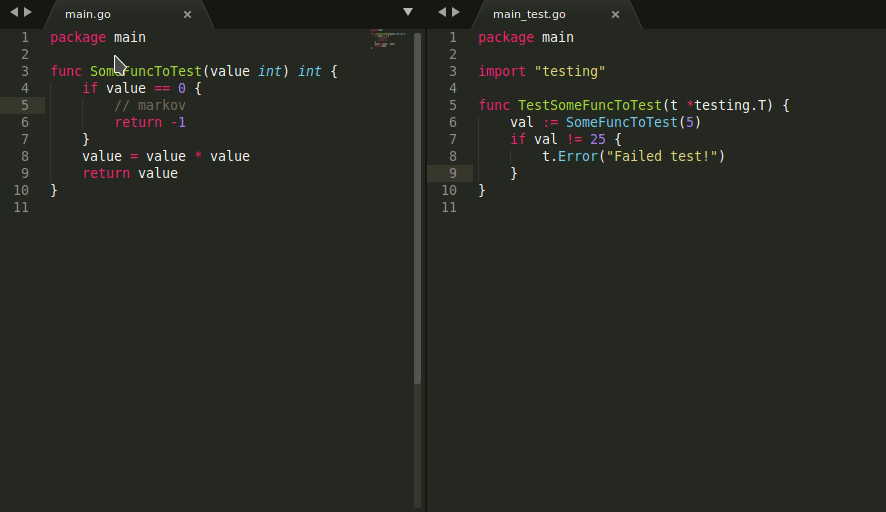 main.go
1 package main
2
3 func SomeFuncToTest(value int) int {
4     if value == 0 {
5         // markov
6         return -1
7     }
8     value = value * value
9     return value
10 }
11
main_test.go
1 package main
2
3 import "testing"
4
5 func TestSomeFuncToTest(t *testing.T) {
6     val := SomeFuncToTest(5)
7     if val != 25 {
8         t.Error("Failed test!")
9     }
10 }
11